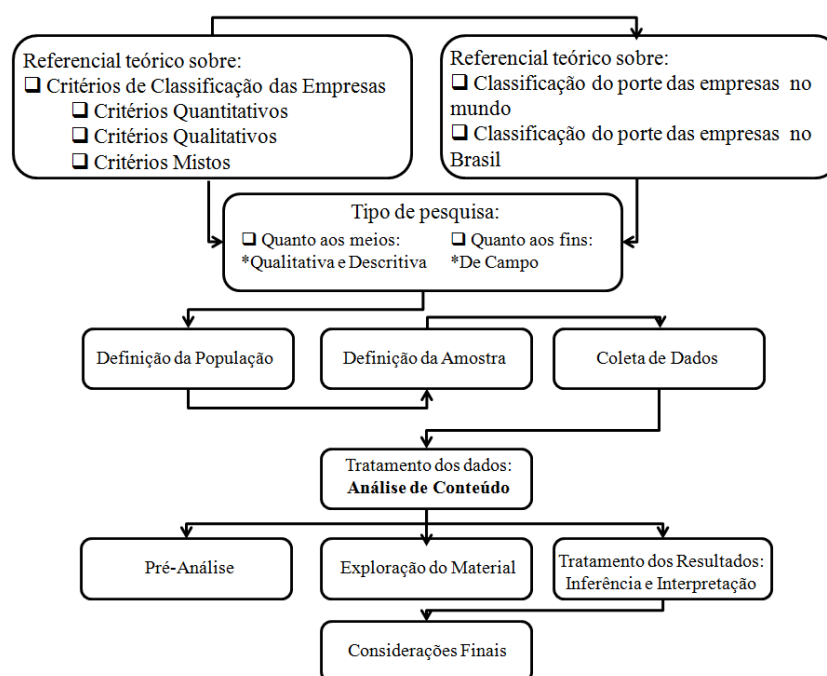 Referencial teórico sobre:
❑ Critérios de Classificação das Empresas
❑ Critérios Quantitativos
❑ Critérios Qualitativos
❑ Critérios Mistos
Referencial teórico sobre:
❑ Classificação do porte das empresas no
mundo
❑ Classificação do porte das empresas no
Brasil
Tipo de pesquisa:
❑ Quanto aos meios:
*Qualitativa e Descritiva
❑ Quanto aos fins:
*De Campo
Definição da População
Definição da Amostra
Coleta de Dados
Tratamento dos dados:
Análise de Conteúdo
Pré-Análise
Exploração do Material
Tratamento dos Resultados:
Inferência e Interpretação
Considerações Finais